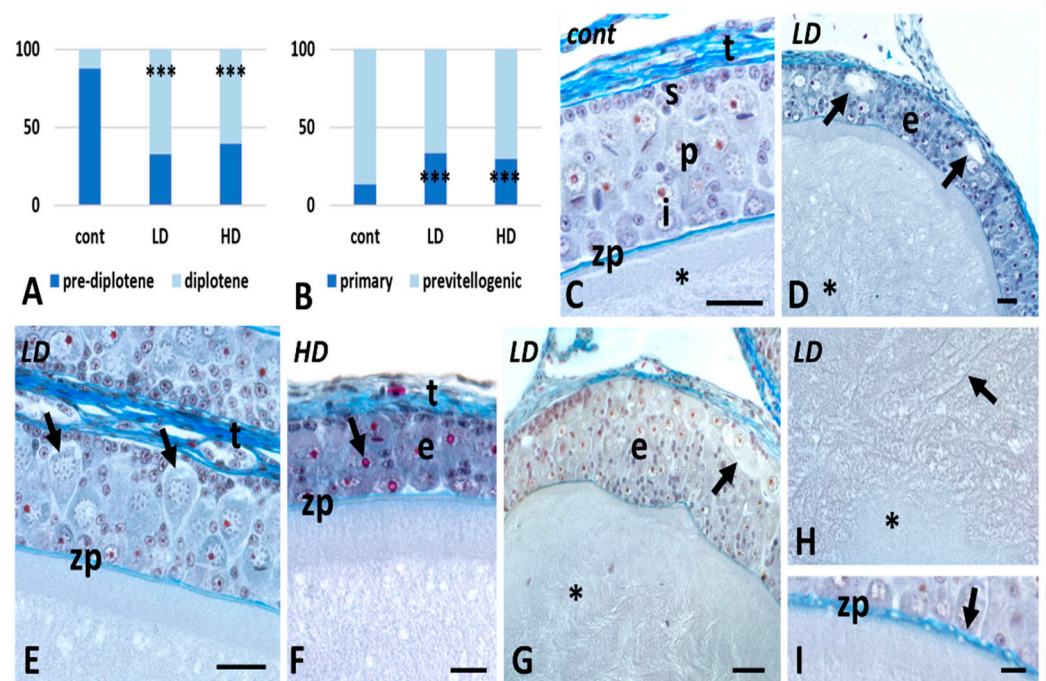 A
100
50
0
***
***
cont
LD
HD
pre-diplotene
diplotene
B
100
50
0
***
***
cont
LD
HD
primary
previtellogenic
cont
t
s
p
i
zp
*
C
LD
e
*
D
LD
t
zp
E
HD
t
e
zp
F
LD
e
*
G
LD
*
H
zp
I